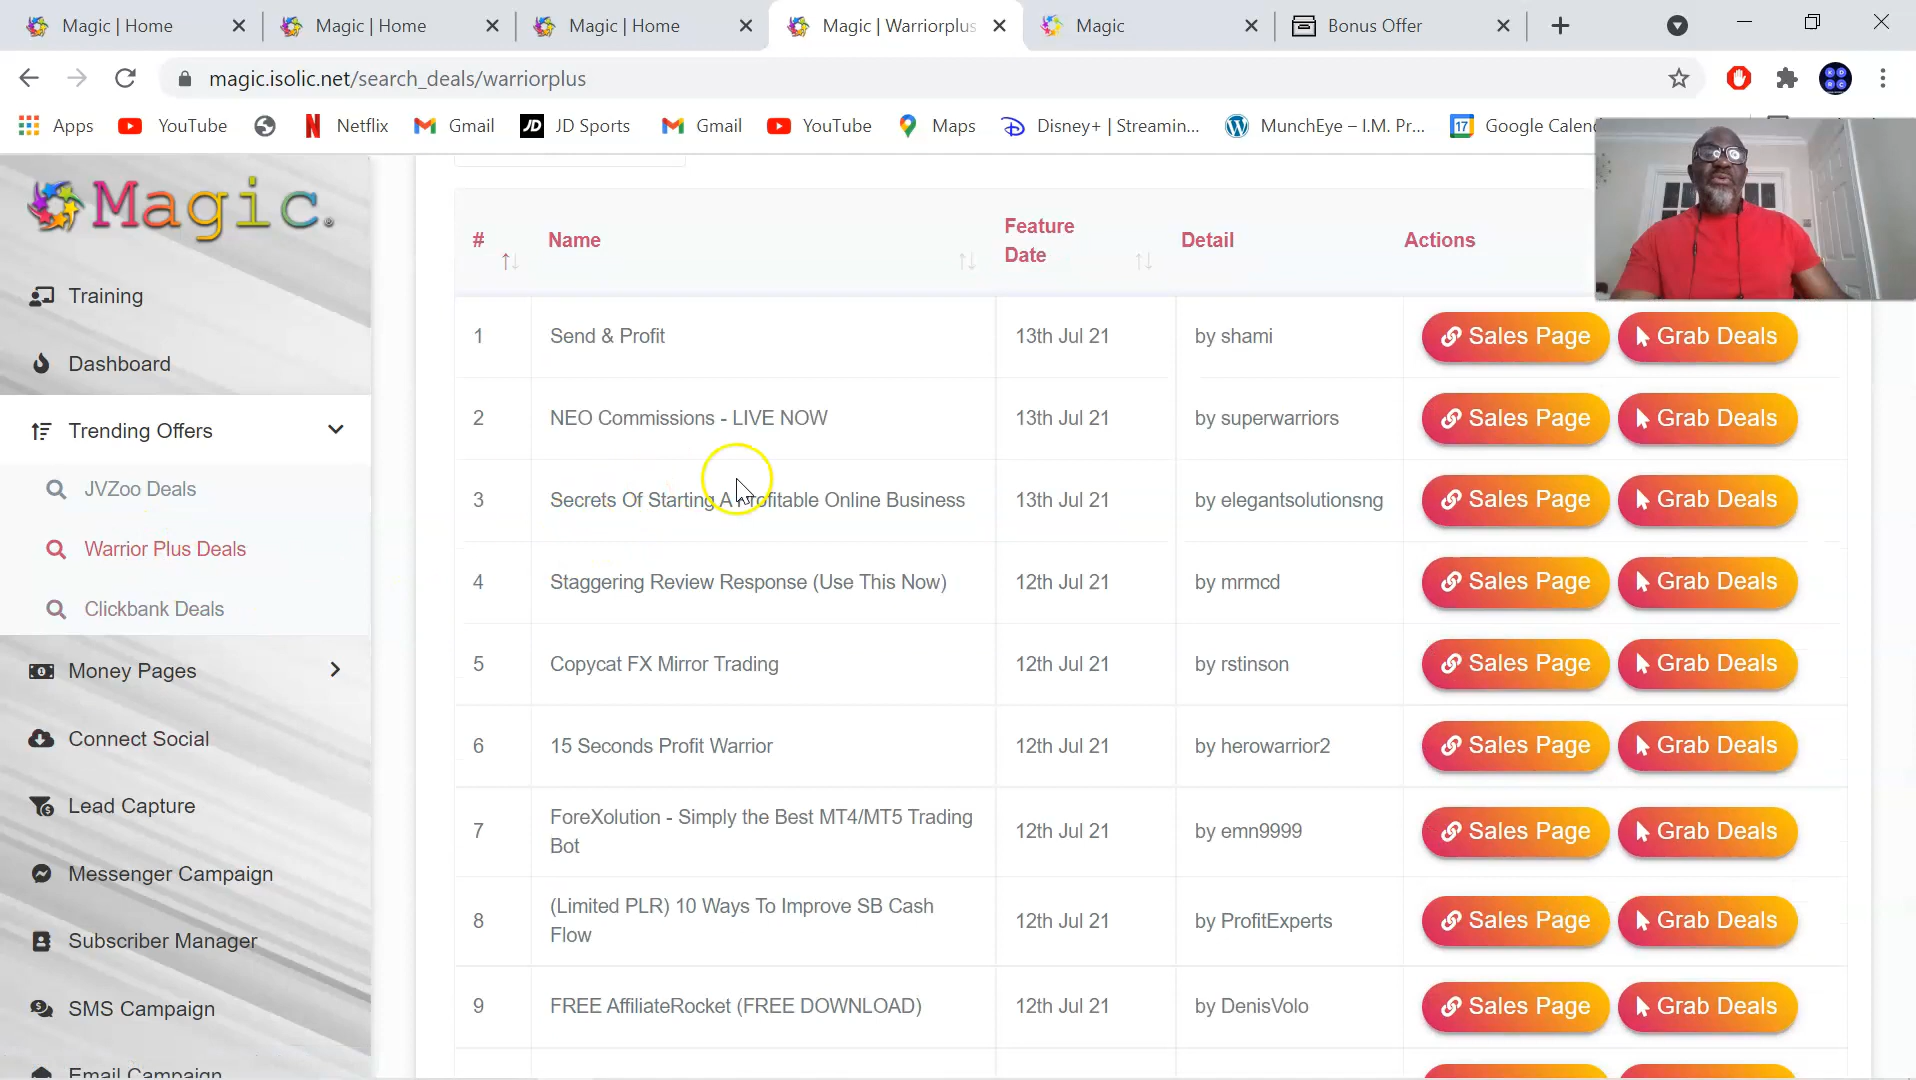 Magic | Home
Magic | Home
Magic | Home
Magic | Warriorplus
Magic
Bonus Offer
magic.isolic.net/search_deals/warriorplus
Apps
YouTube
Netflix
Gmail
JD
JD Sports
Gmail
YouTube
Maps
Disney+ | Streamin...
MunchEye – I.M. Pr...
17
Magic.
Training
Dashboard
Trending Offers
JVZoo Deals
Warrior Plus Deals
Clickbank Deals
Money Pages
Connect Social
Lead Capture
Messenger Campaign
Subscriber Manager
SMS Campaign
Email Campaign
# Name Feature Date Detail Actions
1 Send & Profit 13th Jul 21 by shami Sales Page Grab Deals
2 NEO Commissions - LIVE NOW 13th Jul 21 by superwarriors Sales Page Grab Deals
3 Secrets Of Starting A Profitable Online Business 13th Jul 21 by elegantsolutionsng Sales Page Grab Deals
4 Staggering Review Response (Use This Now) 12th Jul 21 by mrmcd Sales Page Grab Deals
5 Copycat FX Mirror Trading 12th Jul 21 by rstinson Sales Page Grab Deals
6 15 Seconds Profit Warrior 12th Jul 21 by herowarrior2 Sales Page Grab Deals
7 ForeXolution - Simply the Best MT4/MT5 Trading Bot 12th Jul 21 by emn9999 Sales Page Grab Deals
8 (Limited PLR) 10 Ways To Improve SB Cash Flow 12th Jul 21 by ProfitExperts Sales Page Grab Deals
9 FREE AffiliateRocket (FREE DOWNLOAD) 12th Jul 21 by DenisVolo Sales Page Grab Deals